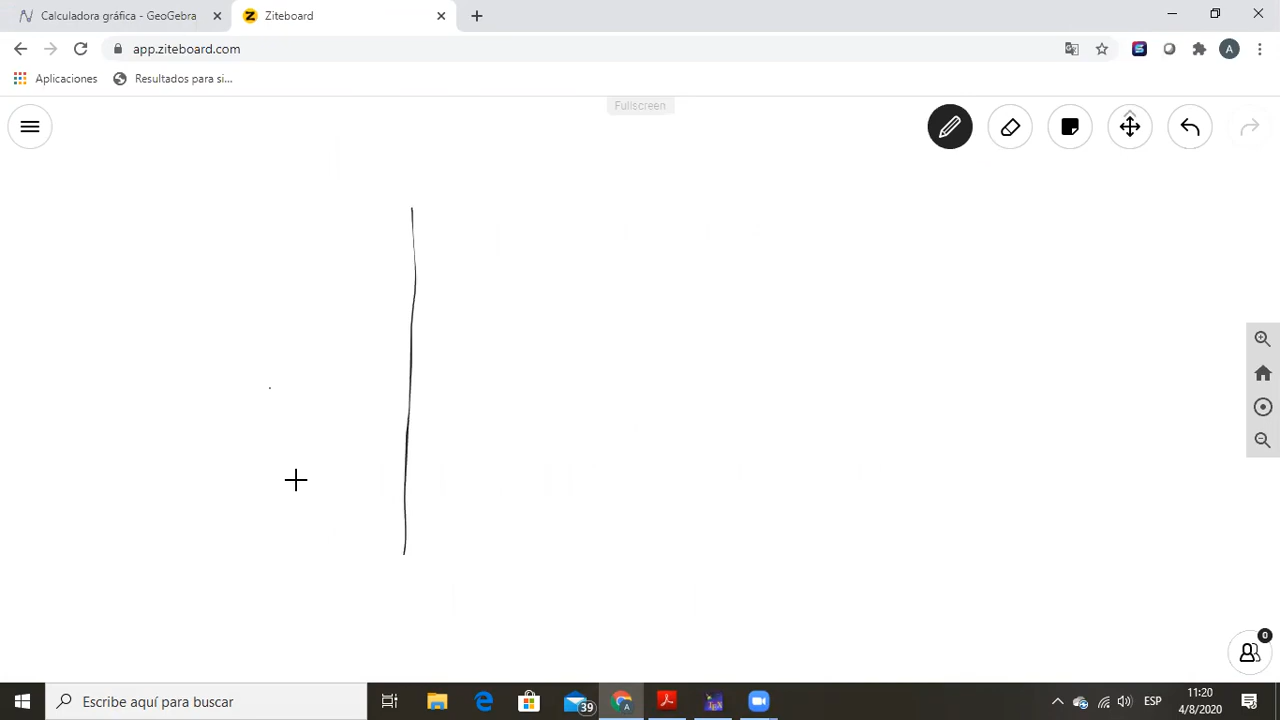 Calculadora gráfica - GeoGebra
Ziteboard
app.ziteboard.com
A
Aplicaciones
Resultados para si...
Fullscreen
0
Escribe aquí para buscar
39
ESP
11:20
4/8/2020